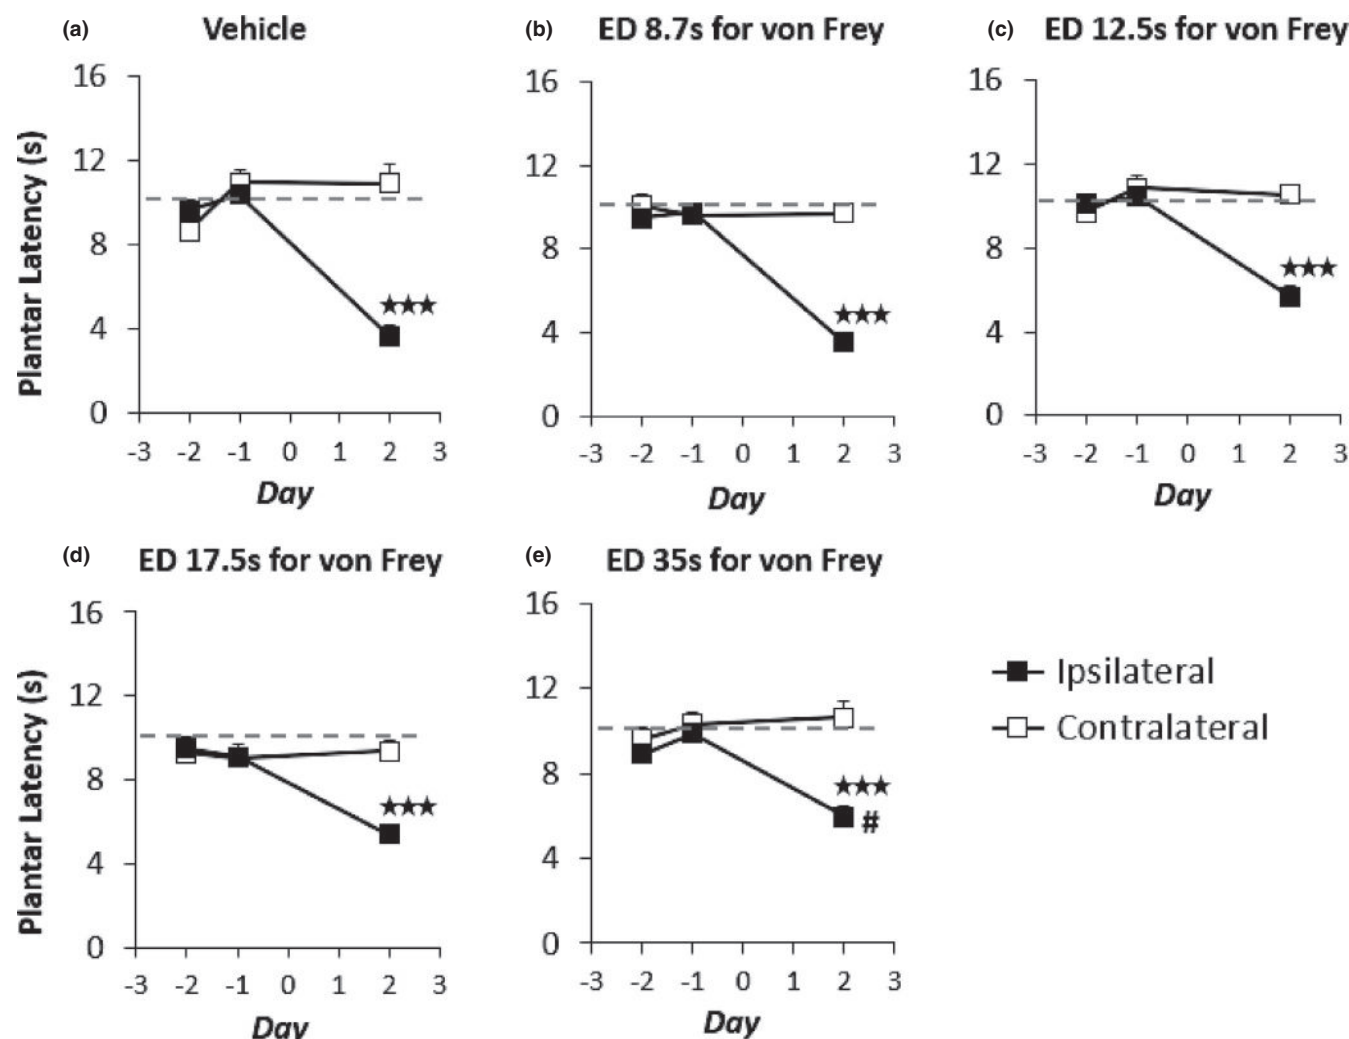 (a) Vehicle
(b) ED 8.7s for von Frey
(c) ED 12.5s for von Frey
Plantar Latency (s)
16
12
8
4
0
-3 -2 -1 0 1 2 3
Day
★★★
16
12
8
4
0
-3 -2 -1 0 1 2 3
Day
★★★
16
12
8
4
0
-3 -2 -1 0 1 2 3
Day
★★★
(d) ED 17.5s for von Frey
(e) ED 35s for von Frey
Plantar Latency (s)
16
12
8
4
0
-3 -2 -1 0 1 2 3
Day
★★★
16
12
8
4
0
-3 -2 -1 0 1 2 3
Day
★★★
#
Ipsilateral
Contralateral